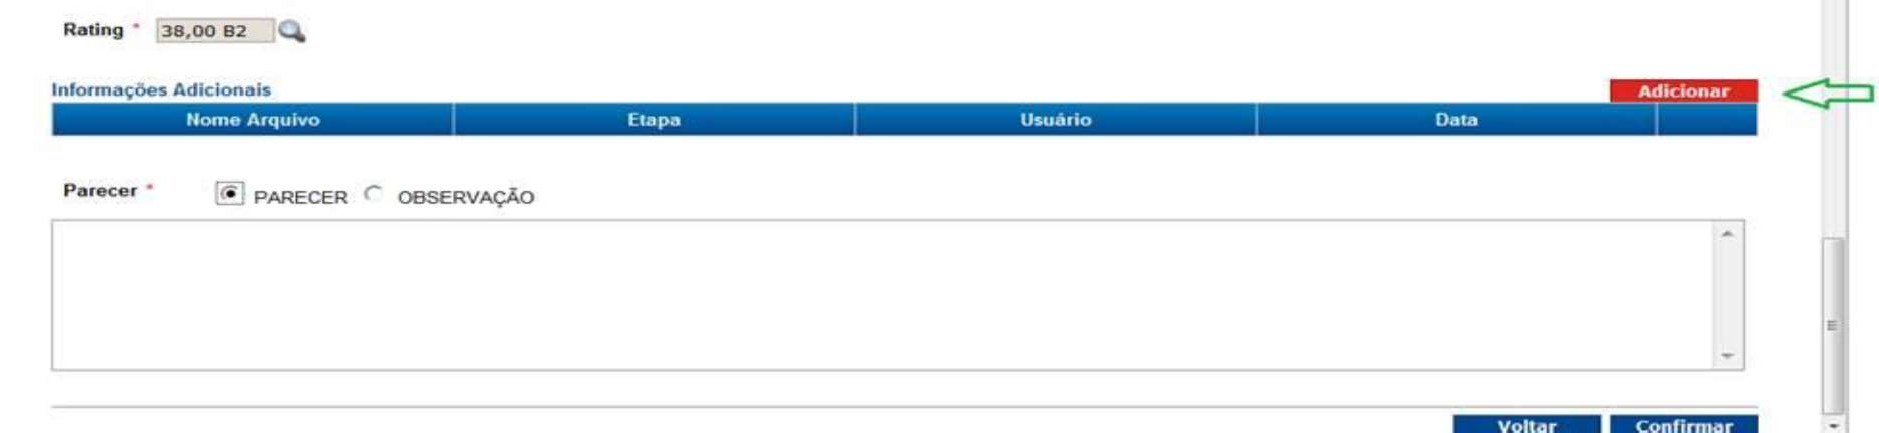 Rating * 38,00 B2
Informações Adicionais Adicionar
Nome Arquivo Etapa Usuário Data
Parecer * PARECER OBSERVAÇÃO
Voltar Confirmar